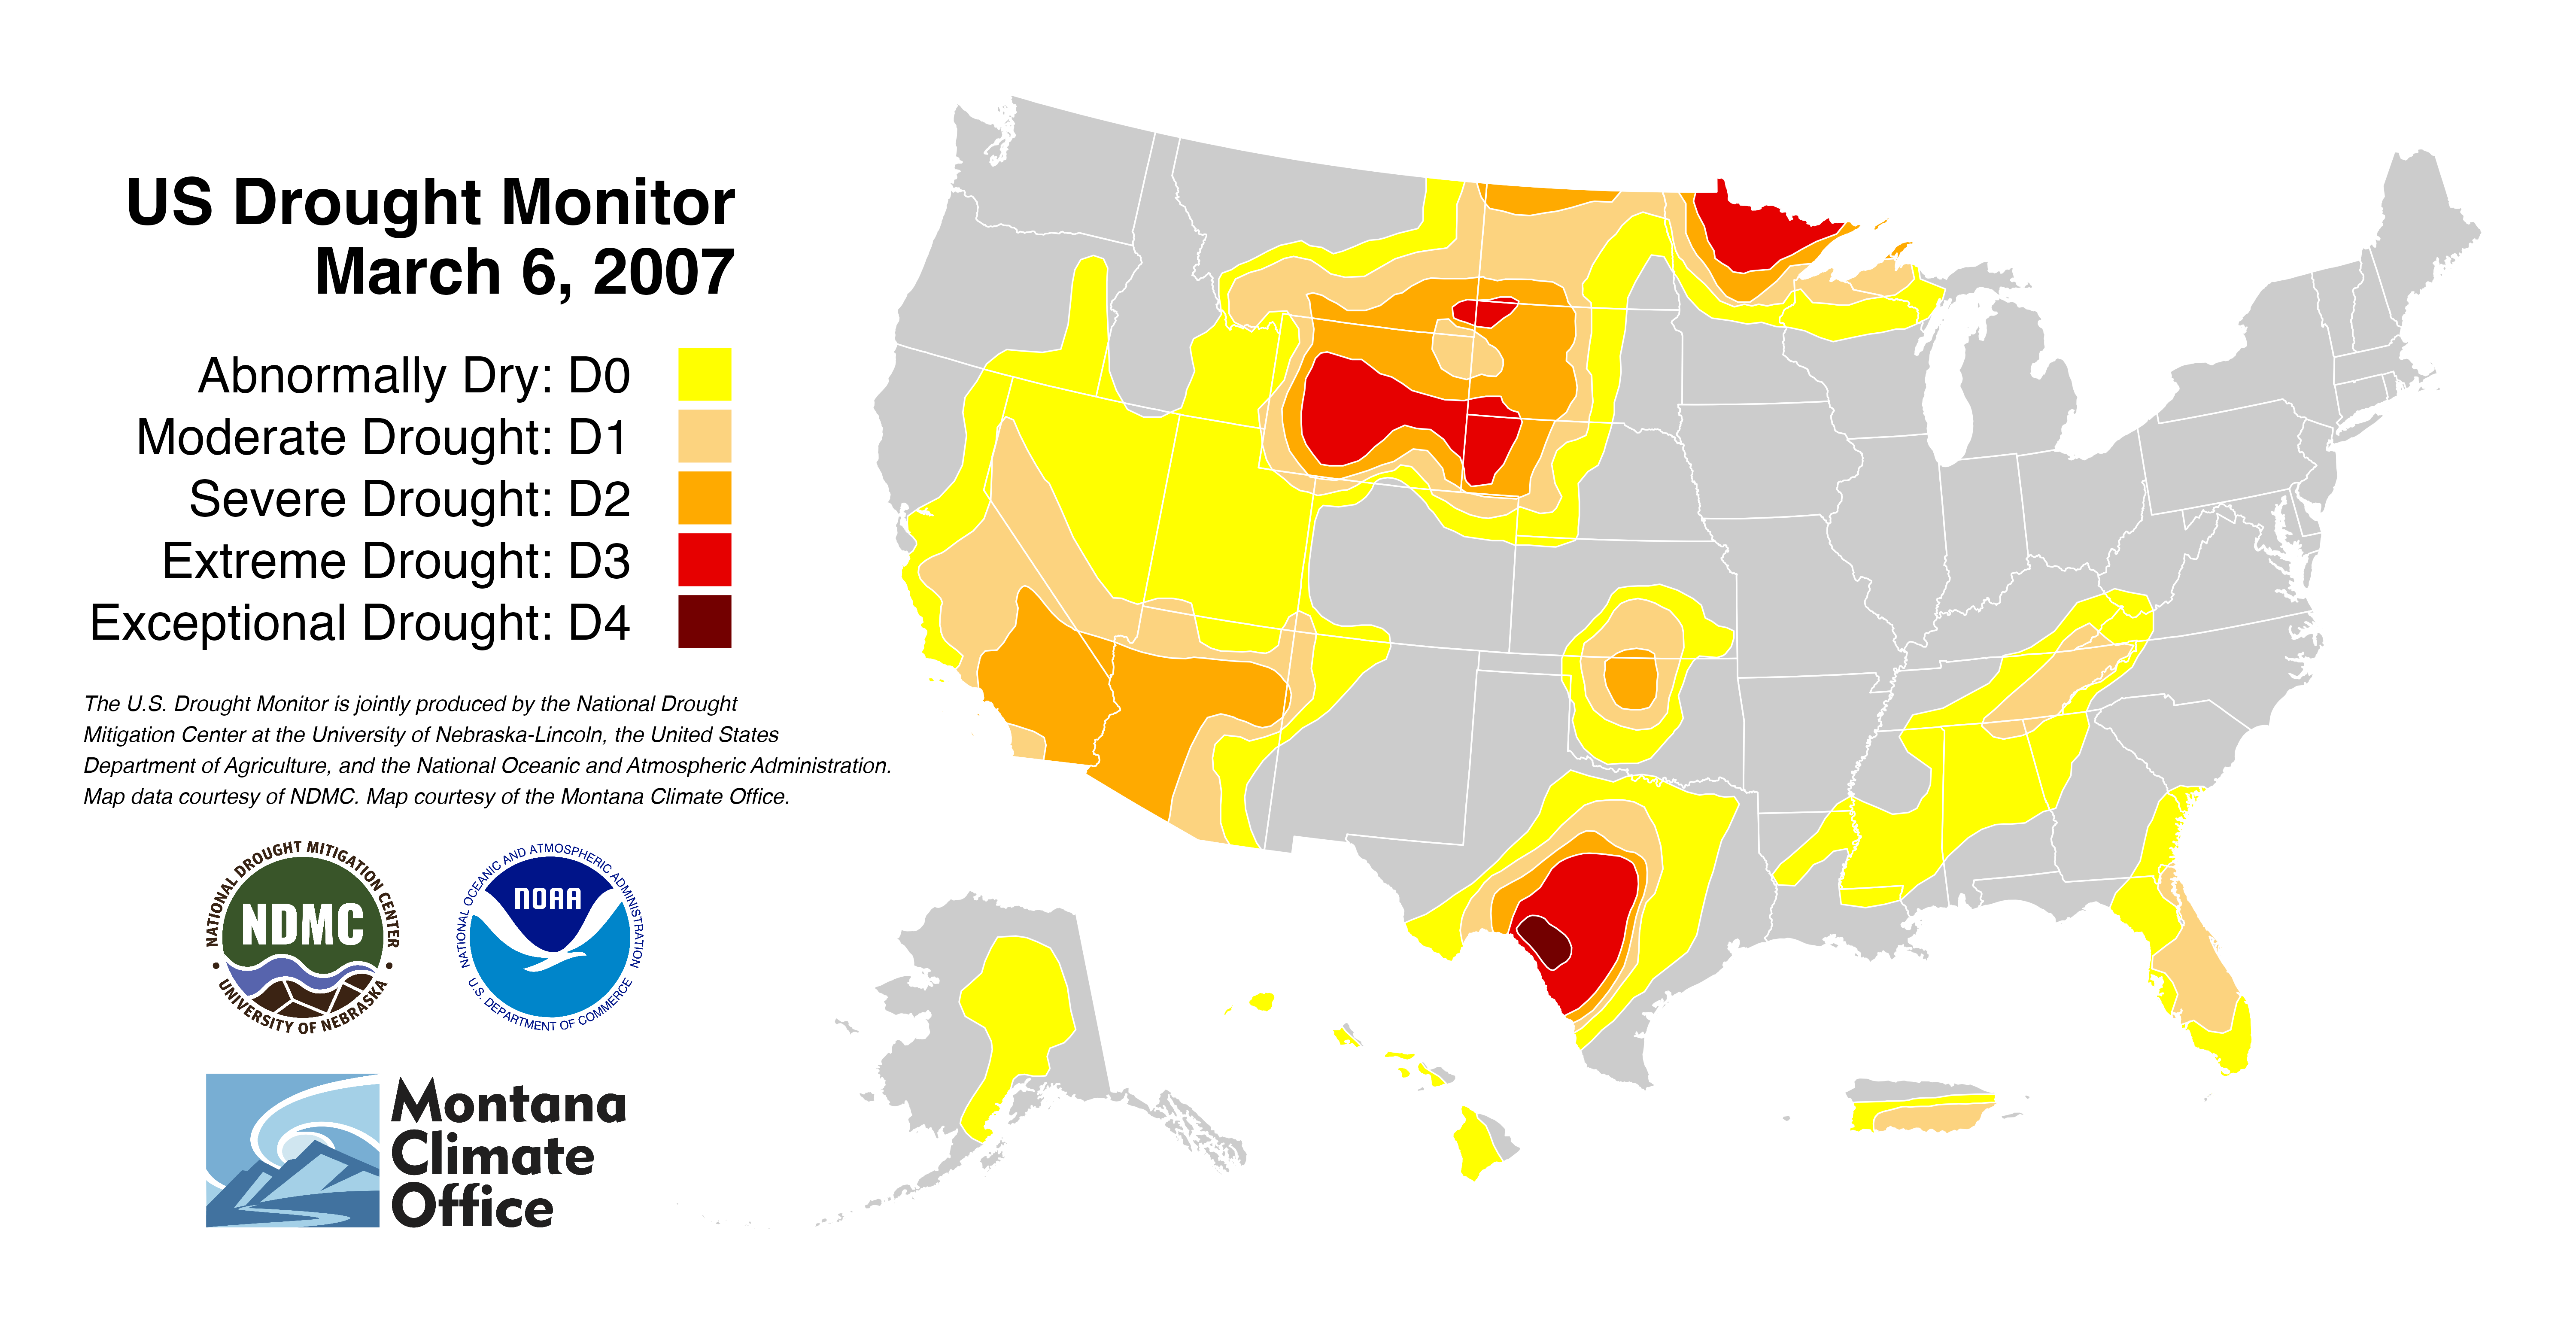 US Drought Monitor
March 6, 2007
Abnormally Dry: D0
Moderate Drought: D1
Severe Drought: D2
Extreme Drought: D3
Exceptional Drought: D4
The U.S. Drought Monitor is jointly produced by the National Drought
Mitigation Center at the University of Nebraska-Lincoln, the United States
Department of Agriculture, and the National Oceanic and Atmospheric Administration.
Map data courtesy of NDMC. Map courtesy of the Montana Climate Office.
NATIONAL DROUGHT MITIGATION CENTER
NDMC
UNIVERSITY OF NEBRASKA
NATIONAL OCEANIC AND ATMOSPHERIC ADMINISTRATION
NOAA
U.S. DEPARTMENT OF COMMERCE
Montana
Climate
Office